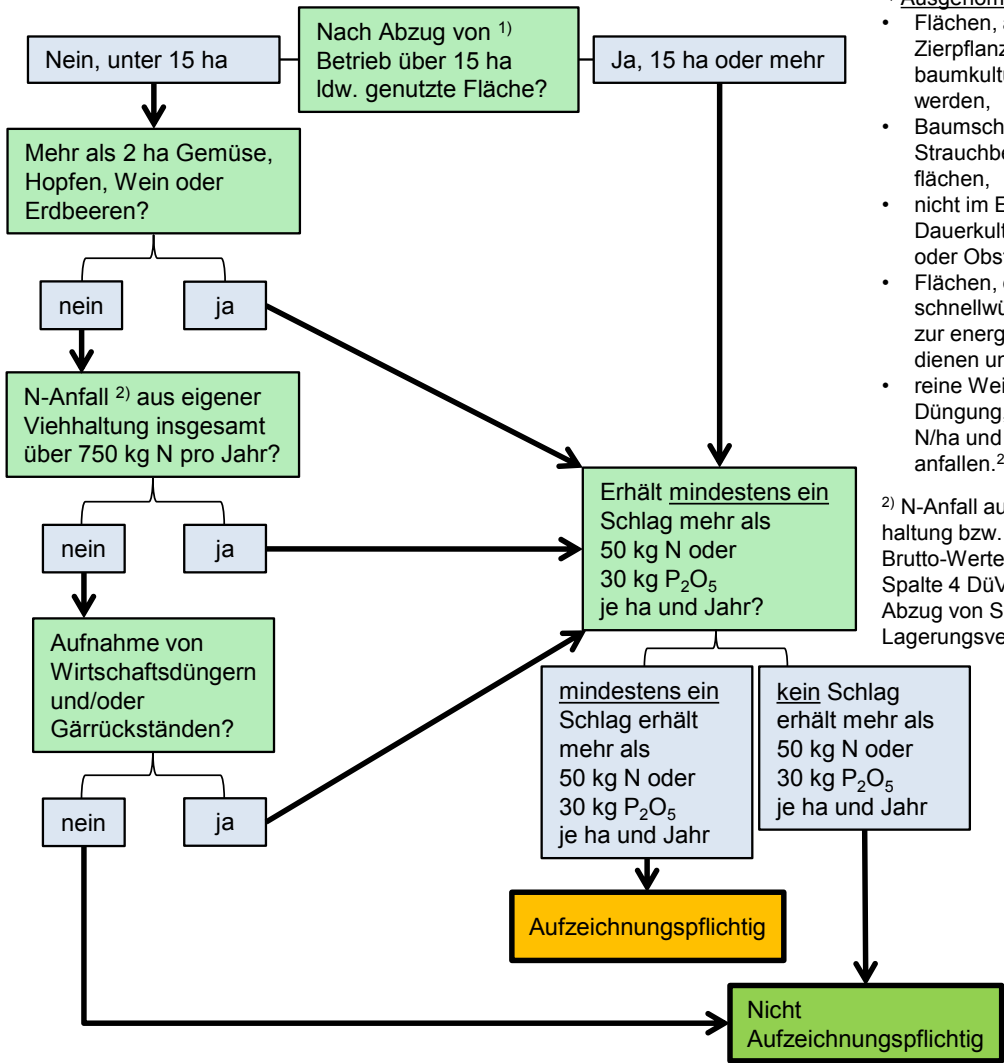 Nach Abzug von 1)
Betrieb über 15 ha
ldw. genutzte Fläche?
Nein, unter 15 ha
Ja, 15 ha oder mehr
Mehr als 2 ha Gemüse,
Hopfen, Wein oder
Erdbeeren?
nein
ja
N-Anfall 2) aus eigener
Viehhaltung insgesamt
über 750 kg N pro Jahr?
nein
ja
Aufnahme von
Wirtschaftsdüngern
und/oder
Gärrückständen?
nein
ja
Erhält mindestens ein
Schlag mehr als
50 kg N oder
30 kg P2O5
je ha und Jahr?
mindestens ein
Schlag erhält
mehr als
50 kg N oder
30 kg P2O5
je ha und Jahr
kein Schlag
erhält mehr als
50 kg N oder
30 kg P2O5
je ha und Jahr
Aufzeichnungspflichtig
Nicht
Aufzeichnungspflichtig
• Flächen,
Zierpflanz
baumkultu
werden,
• Baumsch
Strauchbe
flächen,
• nicht im E
Dauerkult
oder Obs
• Flächen,
schnellwü
zur energ
dienen un
• reine Wei
Düngung
N/ha und
anfallen.2
2) N-Anfall au
haltung bzw.
Brutto-Werte
Spalte 4 DüV
Abzug von S
Lagerungsve